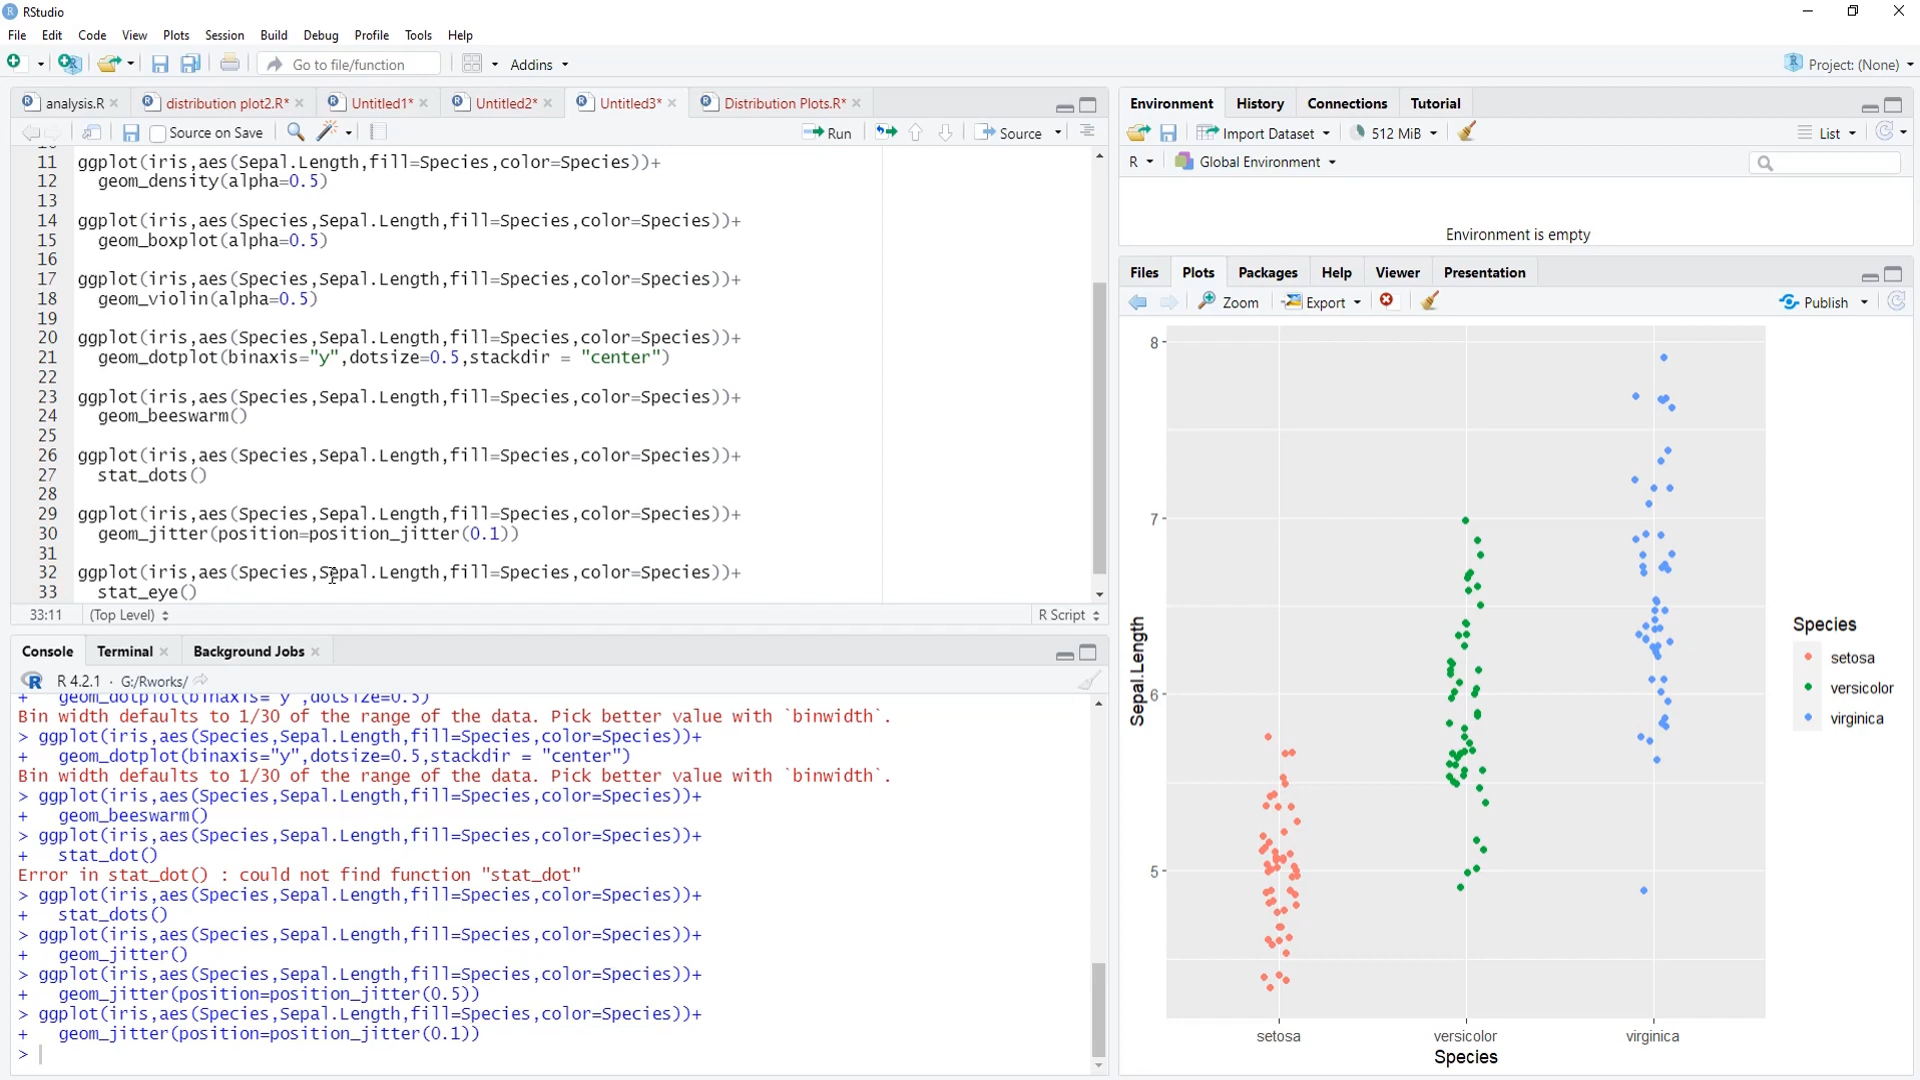 RStudio
File Edit Code View Plots Session Build Debug Profile Tools Help
Go to file/function Addins Project: (None)
analysis.R distribution plot2.R* Untitled1* Untitled2* Untitled3* Distribution Plots.R*
Source on Save Run Source
11 ggplot(iris,aes(Sepal.Length,fill=Species,color=Species))+
12 geom_density(alpha=0.5)
13
14 ggplot(iris,aes(Species,Sepal.Length,fill=Species,color=Species))+
15 geom_boxplot(alpha=0.5)
16
17 ggplot(iris,aes(Species,Sepal.Length,fill=Species,color=Species))+
18 geom_violin(alpha=0.5)
19
20 ggplot(iris,aes(Species,Sepal.Length,fill=Species,color=Species))+
21 geom_dotplot(binaxis="y",dotsize=0.5,stackdir = "center")
22
23 ggplot(iris,aes(Species,Sepal.Length,fill=Species,color=Species))+
24 geom_beeswarm()
25
26 ggplot(iris,aes(Species,Sepal.Length,fill=Species,color=Species))+
27 stat_dots()
28
29 ggplot(iris,aes(Species,Sepal.Length,fill=Species,color=Species))+
30 geom_jitter(position=position_jitter(0.1))
31
32 ggplot(iris,aes(Species,Sepal.Length,fill=Species,color=Species))+
33 stat_eye()
33:11 (Top Level) R Script
Console Terminal Background Jobs
R 4.2.1 · G:/Rworks/
+ geom_dotplot(binaxis="y",dotsize=0.5)
Bin width defaults to 1/30 of the range of the data. Pick better value with `binwidth`.
> ggplot(iris,aes(Species,Sepal.Length,fill=Species,color=Species))+
+ geom_dotplot(binaxis="y",dotsize=0.5,stackdir = "center")
Bin width defaults to 1/30 of the range of the data. Pick better value with `binwidth`.
> ggplot(iris,aes(Species,Sepal.Length,fill=Species,color=Species))+
+ geom_beeswarm()
> ggplot(iris,aes(Species,Sepal.Length,fill=Species,color=Species))+
+ stat_dot()
Error in stat_dot() : could not find function "stat_dot"
> ggplot(iris,aes(Species,Sepal.Length,fill=Species,color=Species))+
+ stat_dots()
> ggplot(iris,aes(Species,Sepal.Length,fill=Species,color=Species))+
+ geom_jitter()
> ggplot(iris,aes(Species,Sepal.Length,fill=Species,color=Species))+
+ geom_jitter(position=position_jitter(0.5))
> ggplot(iris,aes(Species,Sepal.Length,fill=Species,color=Species))+
+ geom_jitter(position=position_jitter(0.1))
>
Environment History Connections Tutorial
Import Dataset 512 MiB List
R Global Environment
Environment is empty
Files Plots Packages Help Viewer Presentation
Zoom Export Publish
8
7
6
5
Sepal.Length
setosa versicolor virginica
Species
Species
setosa
versicolor
virginica